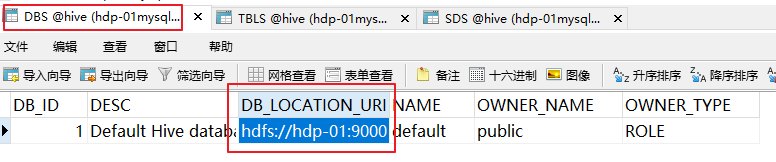 DBS @hive (hdp-01mysql... TBLS @hive (hdp-01mys... SDS @hive (hdp-01mysql...
文件 编辑 查看 窗口 帮助
导入向导 导出向导 筛选向导 网格查看 表单查看 备注 十六进制 图像 升序排序 降序排序
DB_ID DESC DB_LOCATION_URI NAME OWNER_NAME OWNER_TYPE
1 Default Hive databa hdfs://hdp-01:9000 default public ROLE